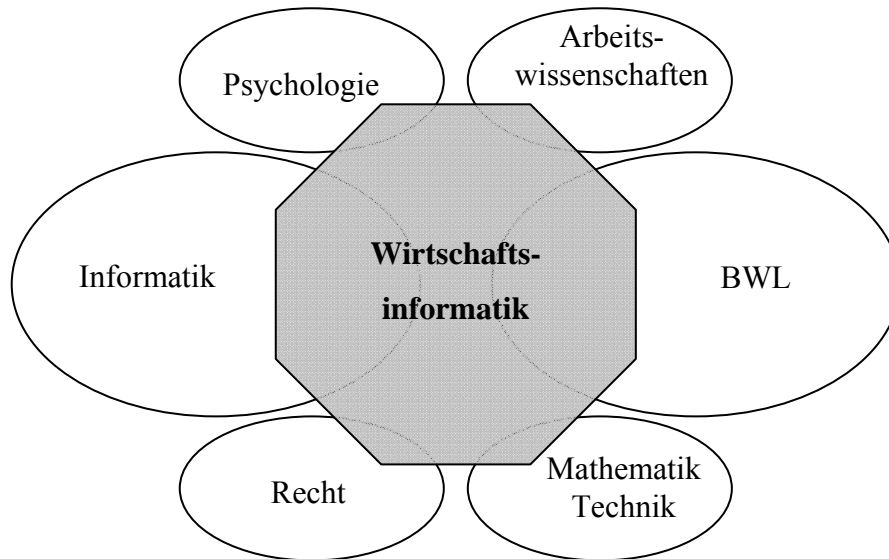 Psychologie
Arbeits-
wissenschaften
Informatik
Wirtschafts-
informatik
BWL
Recht
Mathematik
Technik